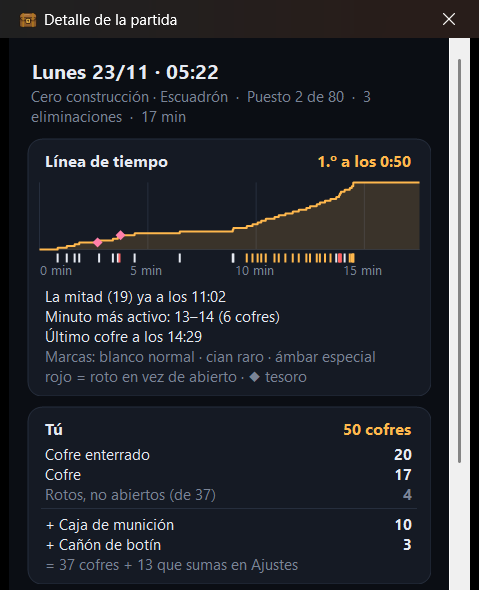 Detalle de la partida
Lunes 23/11 · 05:22
Cero construcción · Escuadrón · Puesto 2 de 80 · 3
eliminaciones · 17 min
Línea de tiempo
1.º a los 0:50
0 min
5 min
10 min
15 min
La mitad (19) ya a los 11:02
Minuto más activo: 13–14 (6 cofres)
Último cofre a los 14:29
Marcas: blanco normal · cian raro · ámbar especial
rojo = roto en vez de abierto · ◆ tesoro
Tú
50 cofres
Cofre enterrado
20
Cofre
17
Rotos, no abiertos (de 37)
4
+ Caja de munición
10
+ Cañón de botín
3
= 37 cofres + 13 que sumas en Ajustes